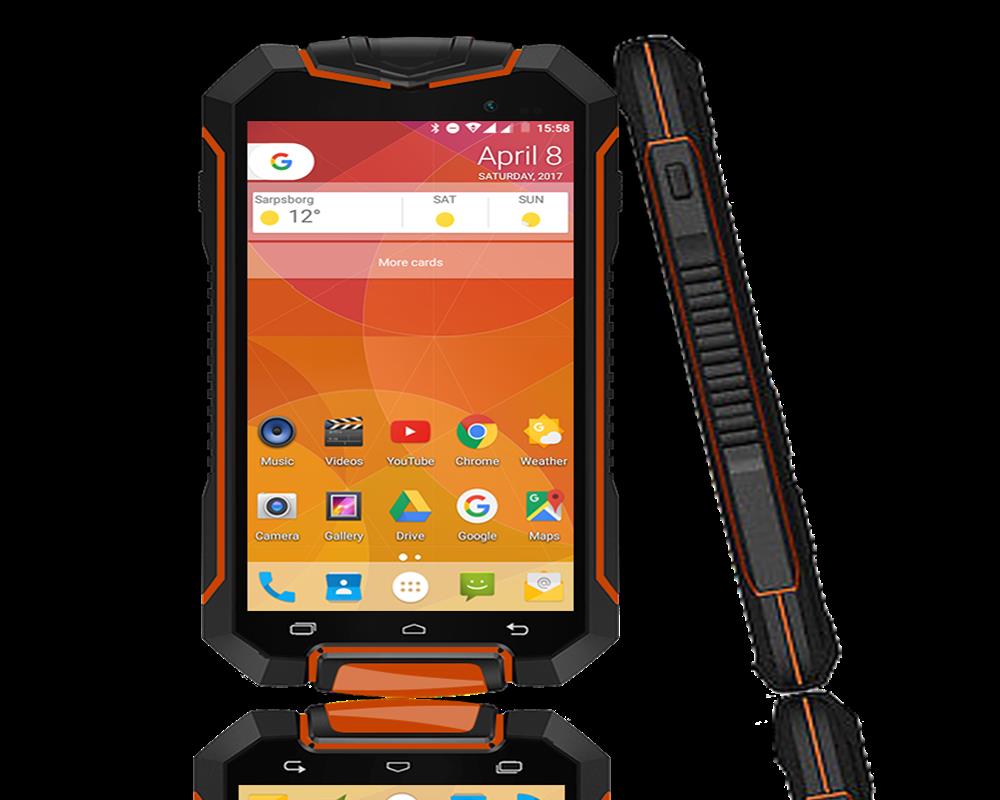 15:58
April 8
SATURDAY, 2017
Sarpsborg
12°
SAT
SUN
More cards
Music
Videos
YouTube
Chrome
Weather
Camera
Gallery
Drive
Google
Maps